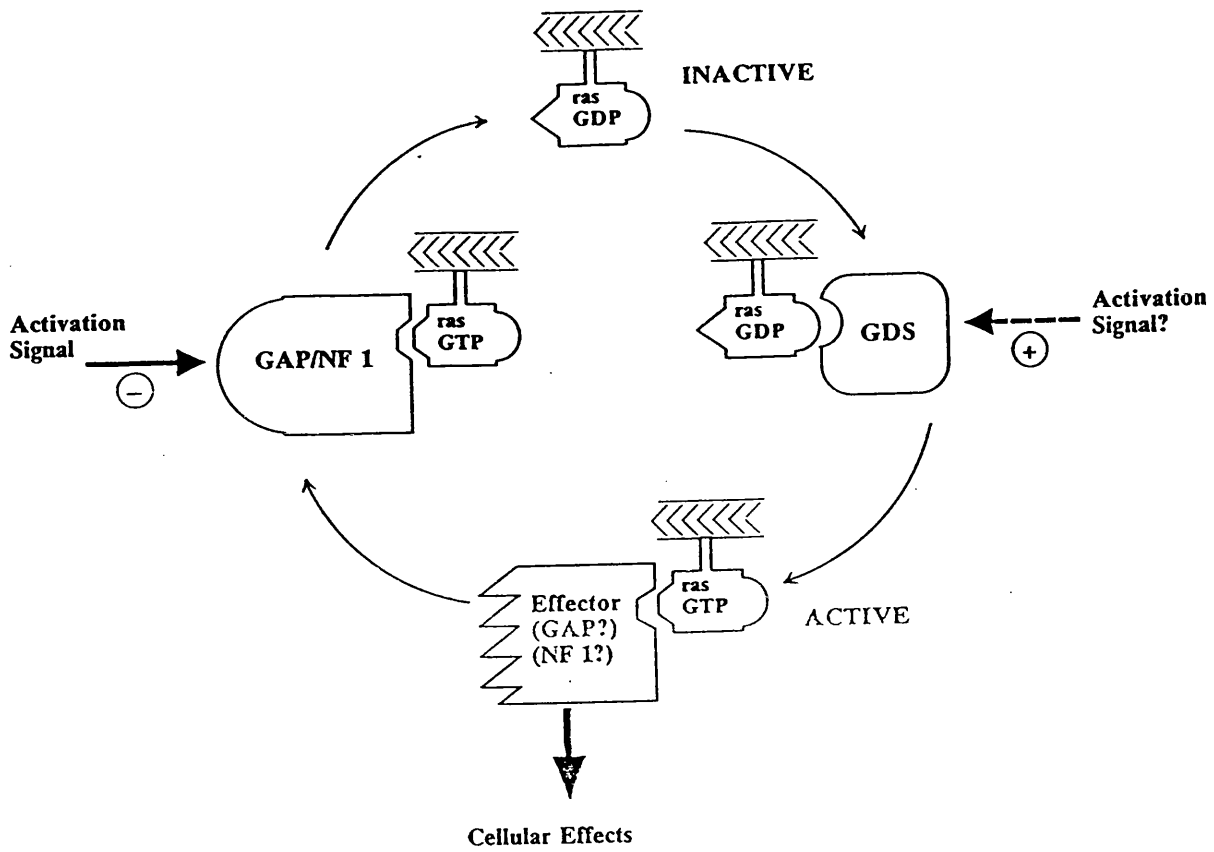 ras
GDP
INACTIVE
Activation
Signal
−
GAP/NF 1
ras
GTP
ras
GDP
GDS
Activation
Signal?
+
Effector
(GAP?)
(NF 1?)
ras
GTP
ACTIVE
Cellular Effects